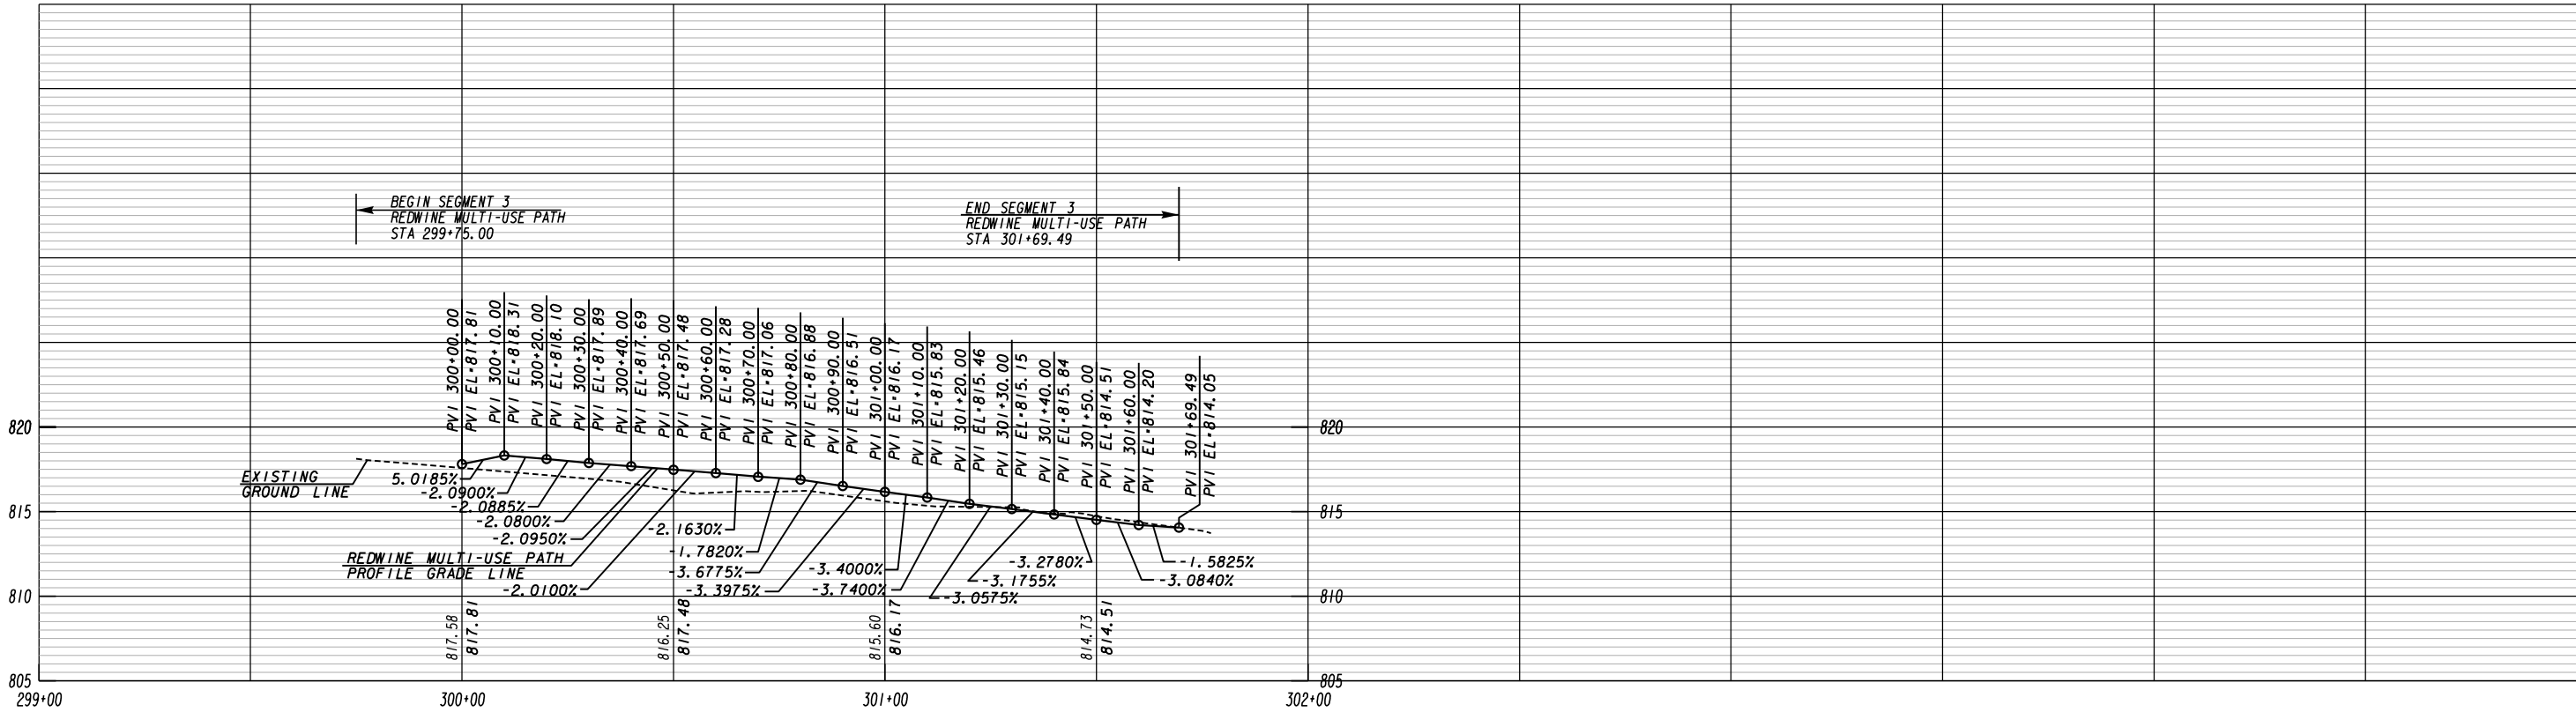 BEGIN SEGMENT 3
REDWINE MULTI-USE PATH
STA 299+75.00
END SEGMENT 3
REDWINE MULTI-USE PATH
STA 301+69.49
PVI 300+00.00
PVI EL=817.81
PVI 300+10.00
PVI EL=818.31
PVI 300+20.00
PVI EL=818.10
PVI 300+30.00
PVI EL=817.89
PVI 300+40.00
PVI EL=817.69
PVI 300+50.00
PVI EL=817.48
PVI 300+60.00
PVI EL=817.28
PVI 300+70.00
PVI EL=817.06
PVI 300+80.00
PVI EL=816.88
PVI 300+90.00
PVI EL=816.51
PVI 301+00.00
PVI EL=816.17
PVI 301+10.00
PVI EL=815.83
PVI 301+20.00
PVI EL=815.46
PVI 301+30.00
PVI EL=815.15
PVI 301+40.00
PVI EL=815.84
PVI 301+50.00
PVI EL=814.51
PVI 301+60.00
PVI EL=814.20
PVI 301+69.49
PVI EL=814.05
820
820
EXISTING
GROUND LINE
5.0185%
-2.0900%
-2.0885%
-2.0800%
-2.0950%
REDWINE MULTI-USE PATH
PROFILE GRADE LINE
-2.0100%
-2.1630%
-1.7820%
-3.6775%
-3.3975%
-3.4000%
-3.7400%
-3.0575%
-3.1755%
-3.2780%
-3.0840%
-1.5825%
815
815
810
810
817.58
817.81
816.25
817.48
815.60
816.17
814.73
814.51
805
805
299+00
300+00
301+00
302+00